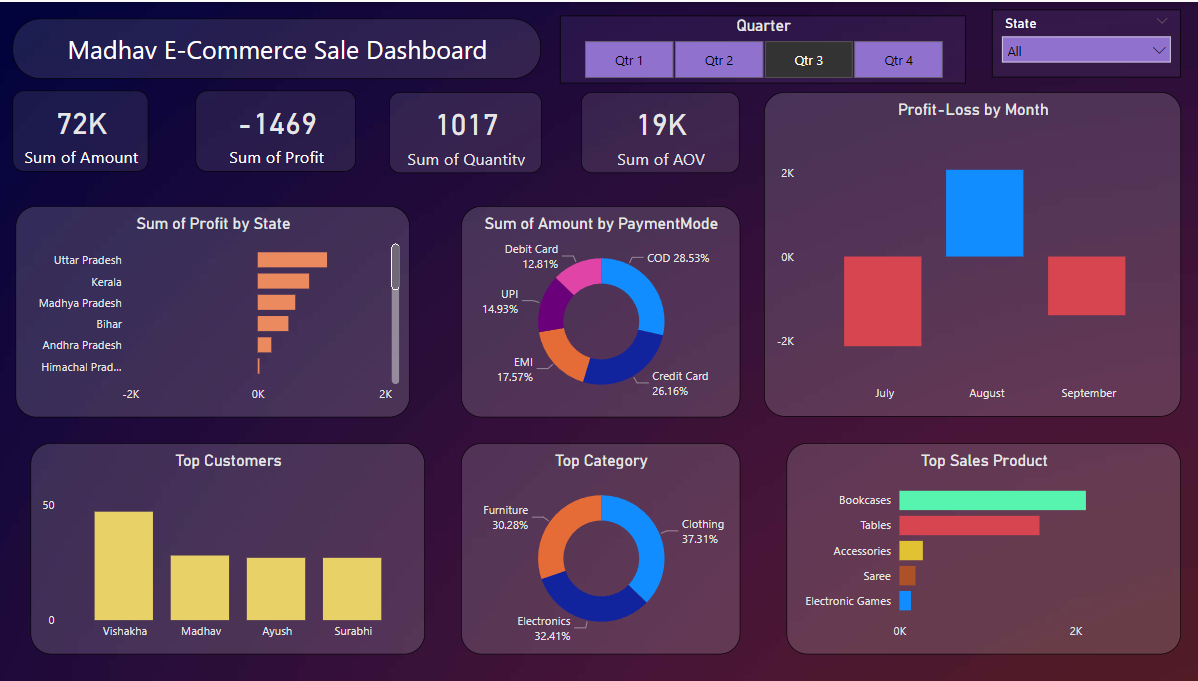 Madhav E-Commerce Sale Dashboard
Quarter
Qtr 1
Qtr 2
Qtr 3
Qtr 4
State
All
72K
Sum of Amount
-1469
Sum of Profit
1017
Sum of Quantity
19K
Sum of AOV
Profit-Loss by Month
2K
0K
-2K
July
August
September
Sum of Profit by State
Uttar Pradesh
Kerala
Madhya Pradesh
Bihar
Andhra Pradesh
Himachal Prad...
-2K
0K
2K
Sum of Amount by PaymentMode
Debit Card
12.81%
COD 28.53%
UPI
14.93%
EMI
17.57%
Credit Card
26.16%
Top Customers
50
0
Vishakha
Madhav
Ayush
Surabhi
Top Category
Furniture
30.28%
Clothing
37.31%
Electronics
32.41%
Top Sales Product
Bookcases
Tables
Accessories
Saree
Electronic Games
0K
2K